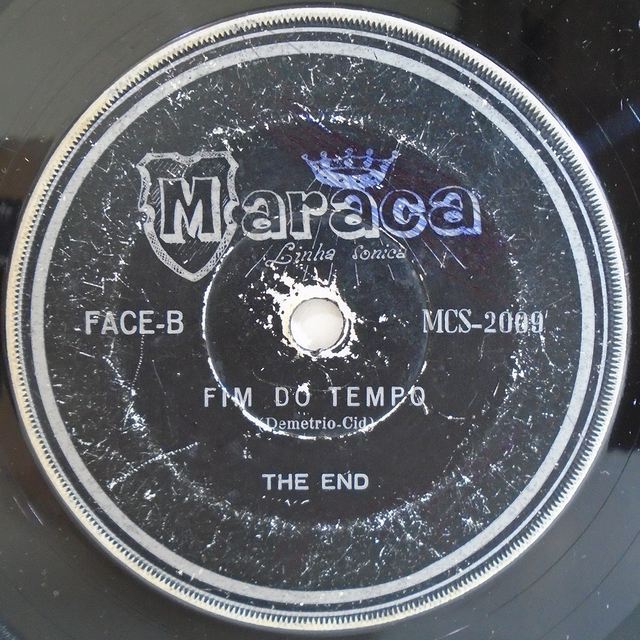 Maraca
Linha Sonica
FACE-B
MCS-2009
FIM DO TEMPO
(Demetrio-Cid)
THE END